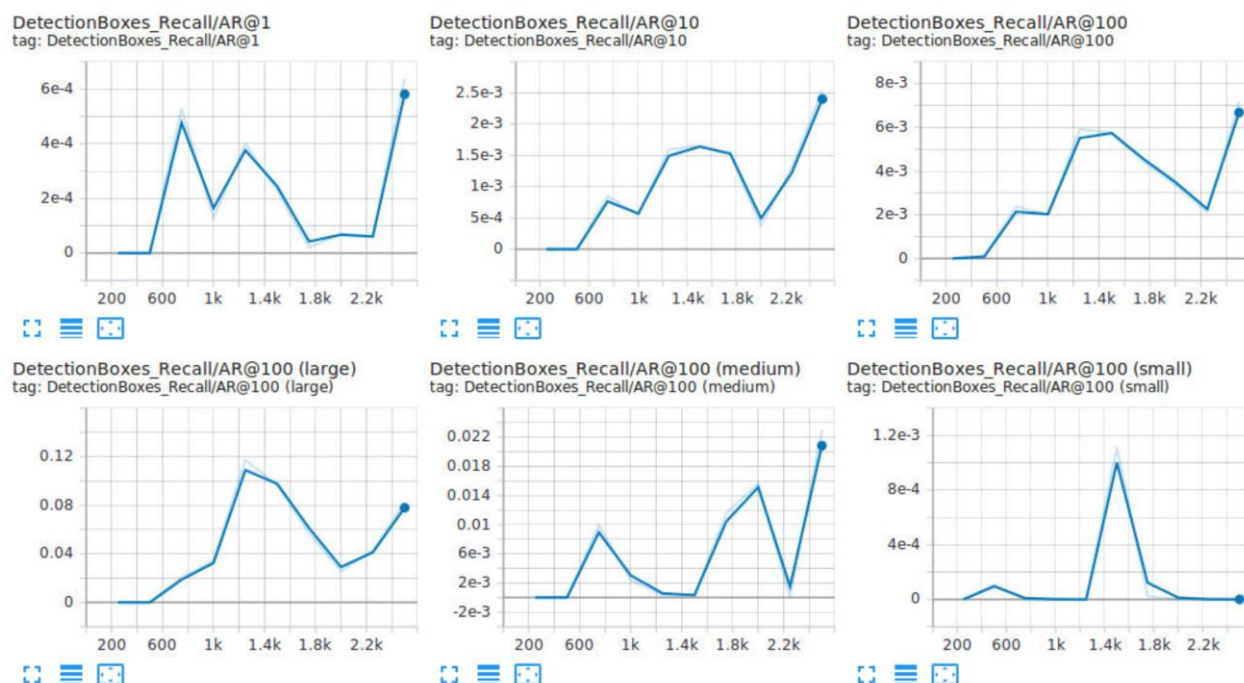 DetectionBoxes_Recall/AR@1
tag: DetectionBoxes_Recall/AR@1
6e-4
4e-4
2e-4
0
200 600 1k 1.4k 1.8k 2.2k
DetectionBoxes_Recall/AR@10
tag: DetectionBoxes_Recall/AR@10
2.5e-3
2e-3
1.5e-3
1e-3
5e-4
0
200 600 1k 1.4k 1.8k 2.2k
DetectionBoxes_Recall/AR@100
tag: DetectionBoxes_Recall/AR@100
8e-3
6e-3
4e-3
2e-3
0
200 600 1k 1.4k 1.8k 2.2k
DetectionBoxes_Recall/AR@100 (large)
tag: DetectionBoxes_Recall/AR@100 (large)
0.12
0.08
0.04
0
200 600 1k 1.4k 1.8k 2.2k
DetectionBoxes_Recall/AR@100 (medium)
tag: DetectionBoxes_Recall/AR@100 (medium)
0.022
0.018
0.014
0.01
6e-3
2e-3
-2e-3
200 600 1k 1.4k 1.8k 2.2k
DetectionBoxes_Recall/AR@100 (small)
tag: DetectionBoxes_Recall/AR@100 (small)
1.2e-3
8e-4
4e-4
0
200 600 1k 1.4k 1.8k 2.2k